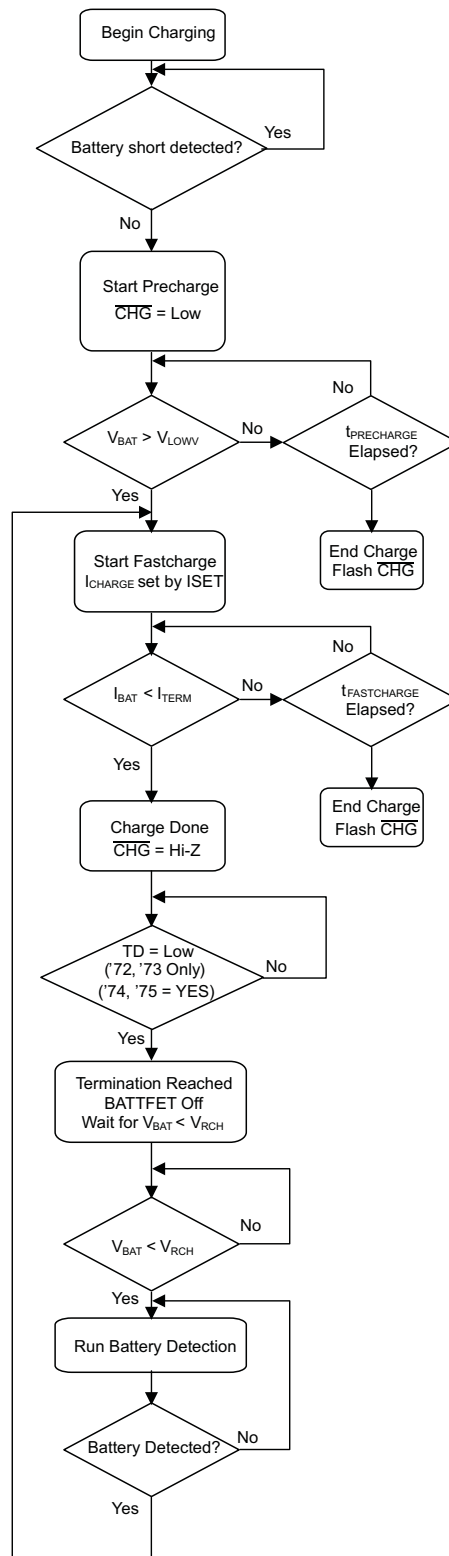 Begin Charging
Yes
Battery short detected?
No
Start Precharge
CHG = Low
No
V_BAT > V_LOWV
No
t_PRECHARGE
Elapsed?
Yes
Start Fastcharge
I_CHARGE set by ISET
End Charge
Flash CHG
No
I_BAT < I_TERM
No
t_FASTCHARGE
Elapsed?
Yes
Charge Done
CHG = Hi-Z
End Charge
Flash CHG
TD = Low
('72, '73 Only)
('74, '75 = YES)
No
Yes
Termination Reached
BATTFET Off
Wait for V_BAT < V_RCH
No
V_BAT < V_RCH
Yes
Run Battery Detection
No
Battery Detected?
Yes